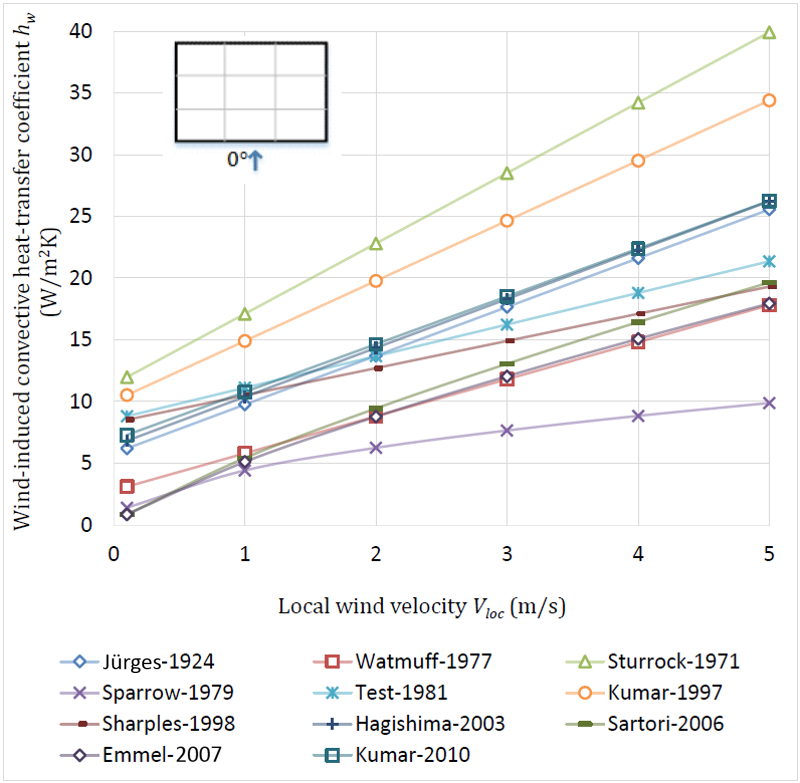 Wind-induced convective heat-transfer coefficient h_w
(W/m²K)
40
35
30
25
20
15
10
5
0
0°↑
0 1 2 3 4 5
Local wind velocity V_loc (m/s)
Jürges-1924 Watmuff-1977 Sturrock-1971
Sparrow-1979 Test-1981 Kumar-1997
Sharples-1998 Hagishima-2003 Sartori-2006
Emmel-2007 Kumar-2010